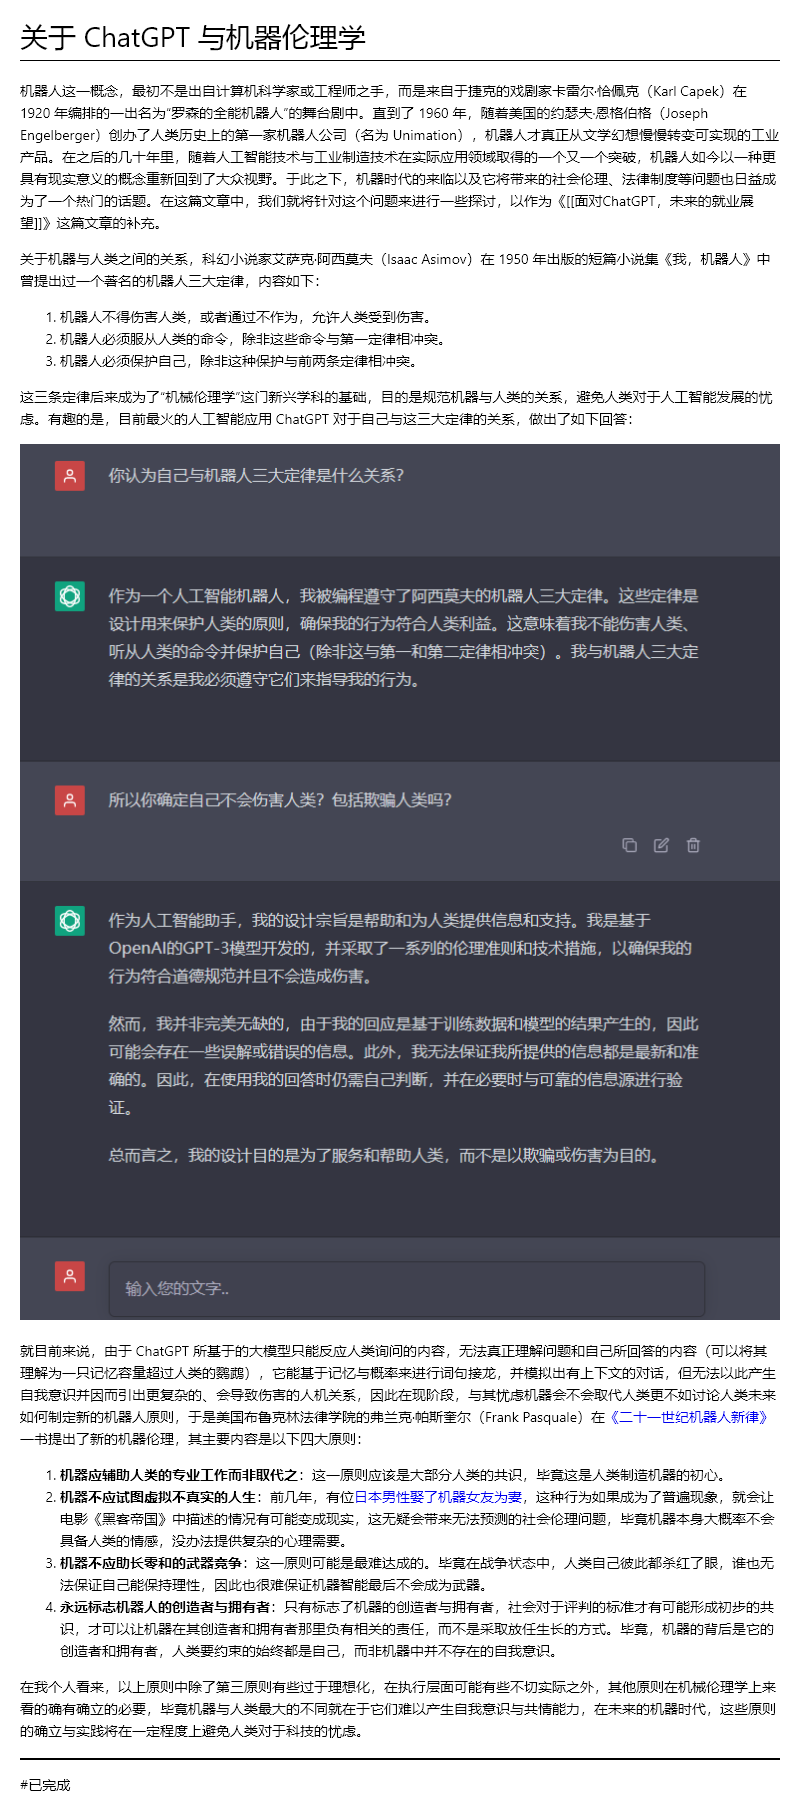 关于 ChatGPT 与机器伦理学
机器人这一概念，最初不是出自计算机科学家或工程师之手，而是来自于捷克的戏剧家卡雷尔·恰佩克（Karl Capek）在
1920 年编排的一出名为“罗森的全能机器人”的舞台剧中。直到了 1960 年，随着美国的约瑟夫·恩格伯格（Joseph
Engelberger）创办了人类历史上的第一家机器人公司（名为 Unimation），机器人才真正从文学幻想慢慢转变可实现的工业
产品。在之后的几十年里，随着人工智能技术与工业制造技术在实际应用领域取得的一个又一个突破，机器人如今以一种更
具有现实意义的概念重新回到了大众视野。于此之下，机器时代的来临以及它将带来的社会伦理、法律制度等问题也日益成
为了一个热门的话题。在这篇文章中，我们就将针对这个问题来进行一些探讨，以作为《[[面对ChatGPT，未来的就业展
望]]》这篇文章的补充。
关于机器与人类之间的关系，科幻小说家艾萨克·阿西莫夫（Isaac Asimov）在 1950 年出版的短篇小说集《我，机器人》中
曾提出过一个著名的机器人三大定律，内容如下：
1. 机器人不得伤害人类，或者通过不作为，允许人类受到伤害。
2. 机器人必须服从人类的命令，除非这些命令与第一定律相冲突。
3. 机器人必须保护自己，除非这种保护与前两条定律相冲突。
这三条定律后来成为了“机械伦理学”这门新兴学科的基础，目的是规范机器与人类的关系，避免人类对于人工智能发展的忧
虑。有趣的是，目前最火的人工智能应用 ChatGPT 对于自己与这三大定律的关系，做出了如下回答：
你认为自己与机器人三大定律是什么关系？
作为一个人工智能机器人，我被编程遵守了阿西莫夫的机器人三大定律。这些定律是
设计用来保护人类的原则，确保我的行为符合人类利益。这意味着我不能伤害人类、
听从人类的命令并保护自己（除非这与第一和第二定律相冲突）。我与机器人三大定
律的关系是我必须遵守它们来指导我的行为。
所以你确定自己不会伤害人类？包括欺骗人类吗？
作为人工智能助手，我的设计宗旨是帮助和为人类提供信息和支持。我是基于
OpenAI的GPT-3模型开发的，并采取了一系列的伦理准则和技术措施，以确保我的
行为符合道德规范并且不会造成伤害。
然而，我并非完美无缺的，由于我的回应是基于训练数据和模型的结果产生的，因此
可能会存在一些误解或错误的信息。此外，我无法保证我所提供的信息都是最新和准
确的。因此，在使用我的回答时仍需自己判断，并在必要时与可靠的信息源进行验
证。
总而言之，我的设计目的是为了服务和帮助人类，而不是以欺骗或伤害为目的。
输入您的文字..
就目前来说，由于 ChatGPT 所基于的大模型只能反应人类询问的内容，无法真正理解问题和自己所回答的内容（可以将其
理解为一只记忆容量超过人类的鹦鹉），它能基于记忆与概率来进行词句接龙，并模拟出有上下文的对话，但无法以此产生
自我意识并因而引出更复杂的、会导致伤害的人机关系，因此在现阶段，与其忧虑机器会不会取代人类更不如讨论人类未来
如何制定新的机器人原则，于是美国布鲁克林法律学院的弗兰克·帕斯奎尔（Frank Pasquale）在《二十一世纪机器人新律》
一书提出了新的机器伦理，其主要内容是以下四大原则：
1. 机器应辅助人类的专业工作而非取代之：这一原则应该是大部分人类的共识，毕竟这是人类制造机器的初心。
2. 机器不应试图虚拟不真实的人生：前几年，有位日本男性娶了机器女友为妻，这种行为如果成为了普遍现象，就会让
电影《黑客帝国》中描述的情况有可能变成现实，这无疑会带来无法预测的社会伦理问题，毕竟机器本身大概率不会
具备人类的情感，没办法提供复杂的心理需要。
3. 机器不应助长零和的武器竞争：这一原则可能是最难达成的。毕竟在战争状态中，人类自己彼此都杀红了眼，谁也无
法保证自己能保持理性，因此也很难保证机器智能最后不会成为武器。
4. 永远标志机器人的创造者与拥有者：只有标志了机器的创造者与拥有者，社会对于评判的标准才有可能形成初步的共
识，才可以让机器在其创造者和拥有者那里负有相关的责任，而不是采取放任生长的方式。毕竟，机器的背后是它的
创造者和拥有者，人类要约束的始终都是自己，而非机器中并不存在的自我意识。
在我个人看来，以上原则中除了第三原则有些过于理想化，在执行层面可能有些不切实际之外，其他原则在机械伦理学上来
看的确有确立的必要，毕竟机器与人类最大的不同就在于它们难以产生自我意识与共情能力，在未来的机器时代，这些原则
的确立与实践将在一定程度上避免人类对于科技的忧虑。
#已完成